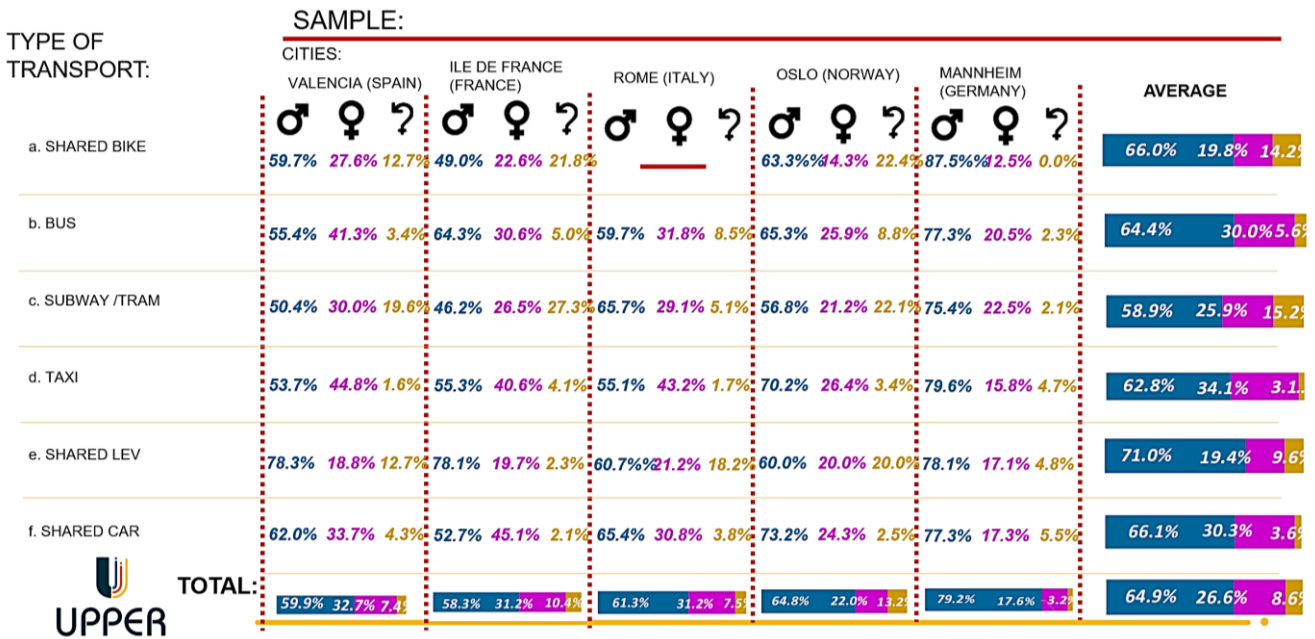 SAMPLE:
TYPE OF
TRANSPORT:
CITIES:
VALENCIA (SPAIN)
ILE DE FRANCE
(FRANCE)
ROME (ITALY)
OSLO (NORWAY)
MANNHEIM
(GERMANY)
AVERAGE
a. SHARED BIKE
59.7% 27.6% 12.7% 49.0% 22.6% 21.8% 63.3%% 14.3% 22.4% 87.5%% 12.5% 0.0% 66.0% 19.8% 14.2%
b. BUS
55.4% 41.3% 3.4% 64.3% 30.6% 5.0% 59.7% 31.8% 8.5% 65.3% 25.9% 8.8% 77.3% 20.5% 2.3% 64.4% 30.0% 5.6%
c. SUBWAY /TRAM
50.4% 30.0% 19.6% 46.2% 26.5% 27.3% 65.7% 29.1% 5.1% 56.8% 21.2% 22.1% 75.4% 22.5% 2.1% 58.9% 25.9% 15.2%
d. TAXI
53.7% 44.8% 1.6% 55.3% 40.6% 4.1% 55.1% 43.2% 1.7% 70.2% 26.4% 3.4% 79.6% 15.8% 4.7% 62.8% 34.1% 3.1...
e. SHARED LEV
78.3% 18.8% 12.7% 78.1% 19.7% 2.3% 60.7%% 21.2% 18.2% 60.0% 20.0% 20.0% 78.1% 17.1% 4.8% 71.0% 19.4% 9.6%
f. SHARED CAR
62.0% 33.7% 4.3% 52.7% 45.1% 2.1% 65.4% 30.8% 3.8% 73.2% 24.3% 2.5% 77.3% 17.3% 5.5% 66.1% 30.3% 3.6%
TOTAL:
59.9% 32.7% 7.4% 58.3% 31.2% 10.4% 61.3% 31.2% 7.5% 64.8% 22.0% 13.2% 79.2% 17.6% 3.2% 64.9% 26.6% 8.6%
UPPER